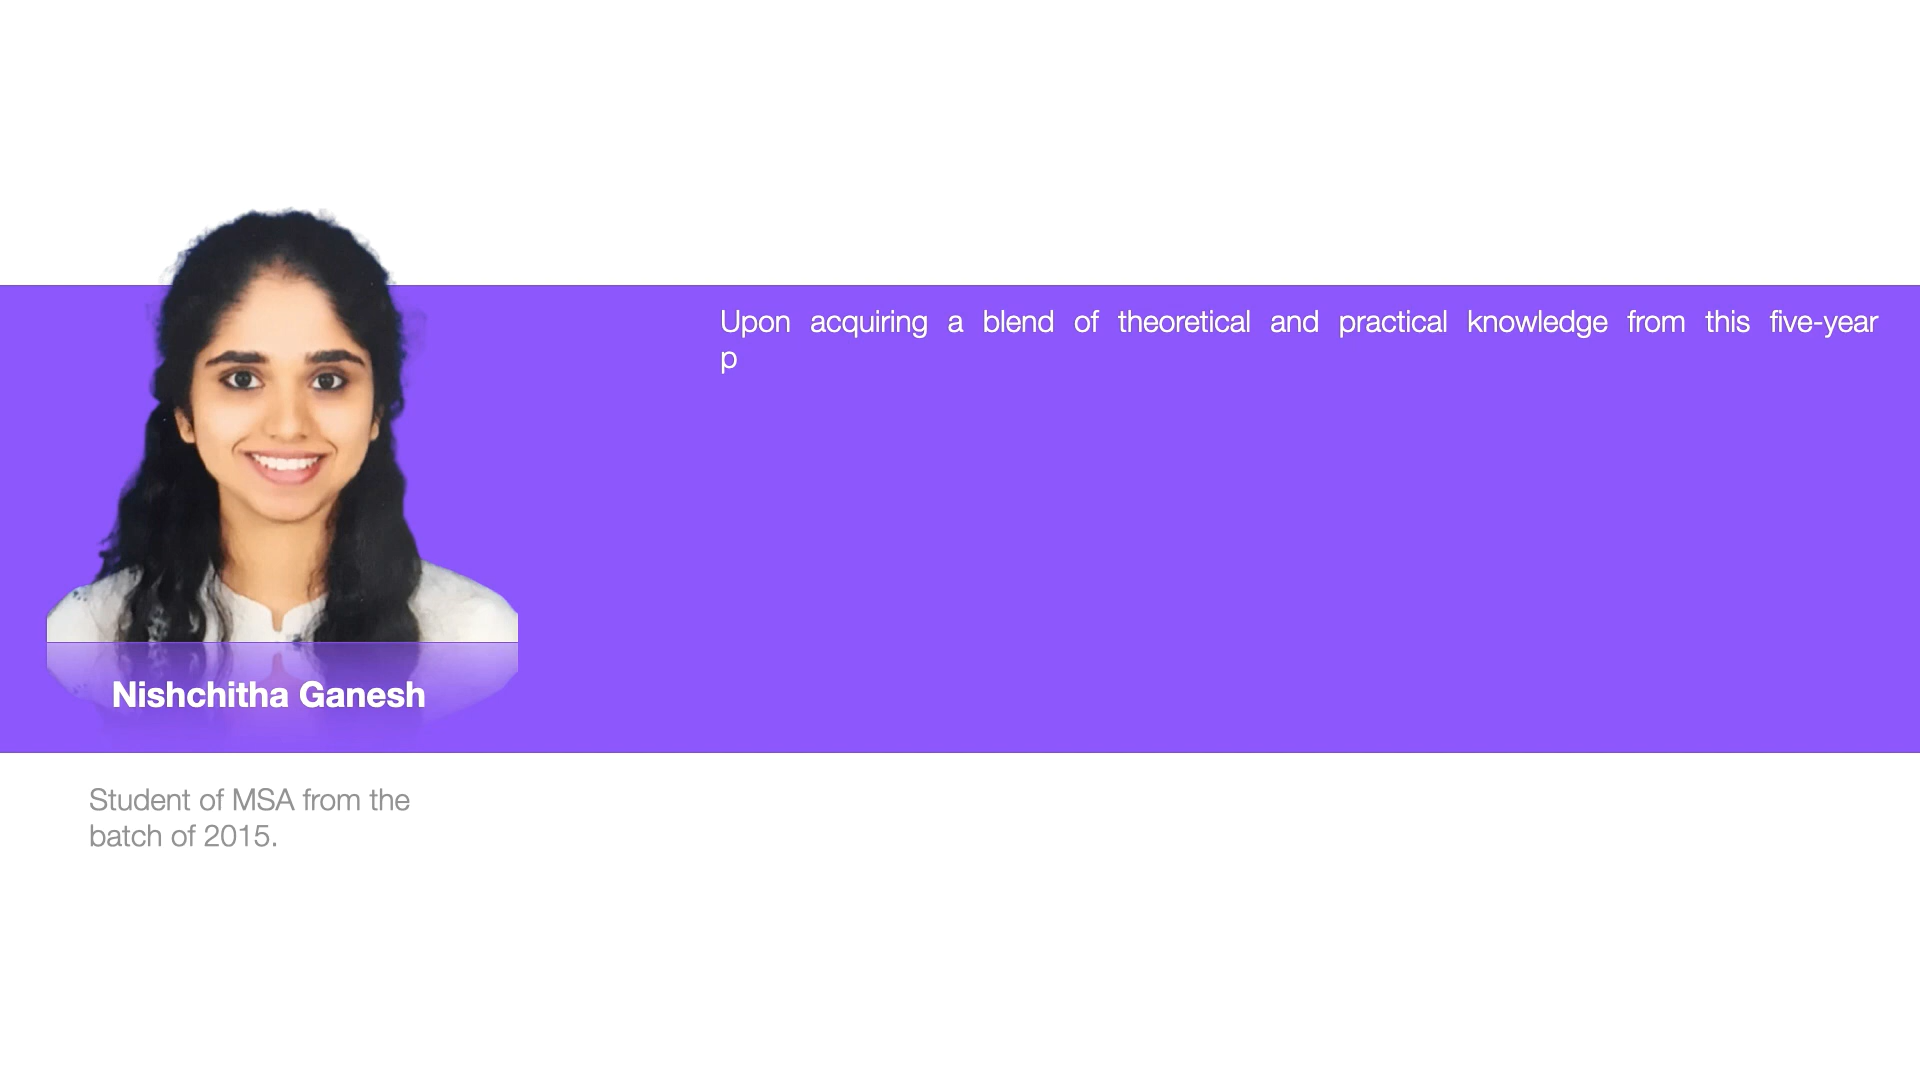 Upon acquiring a blend of theoretical and practical knowledge from this five-year
p
Nishchitha Ganesh
Student of MSA from the
batch of 2015.